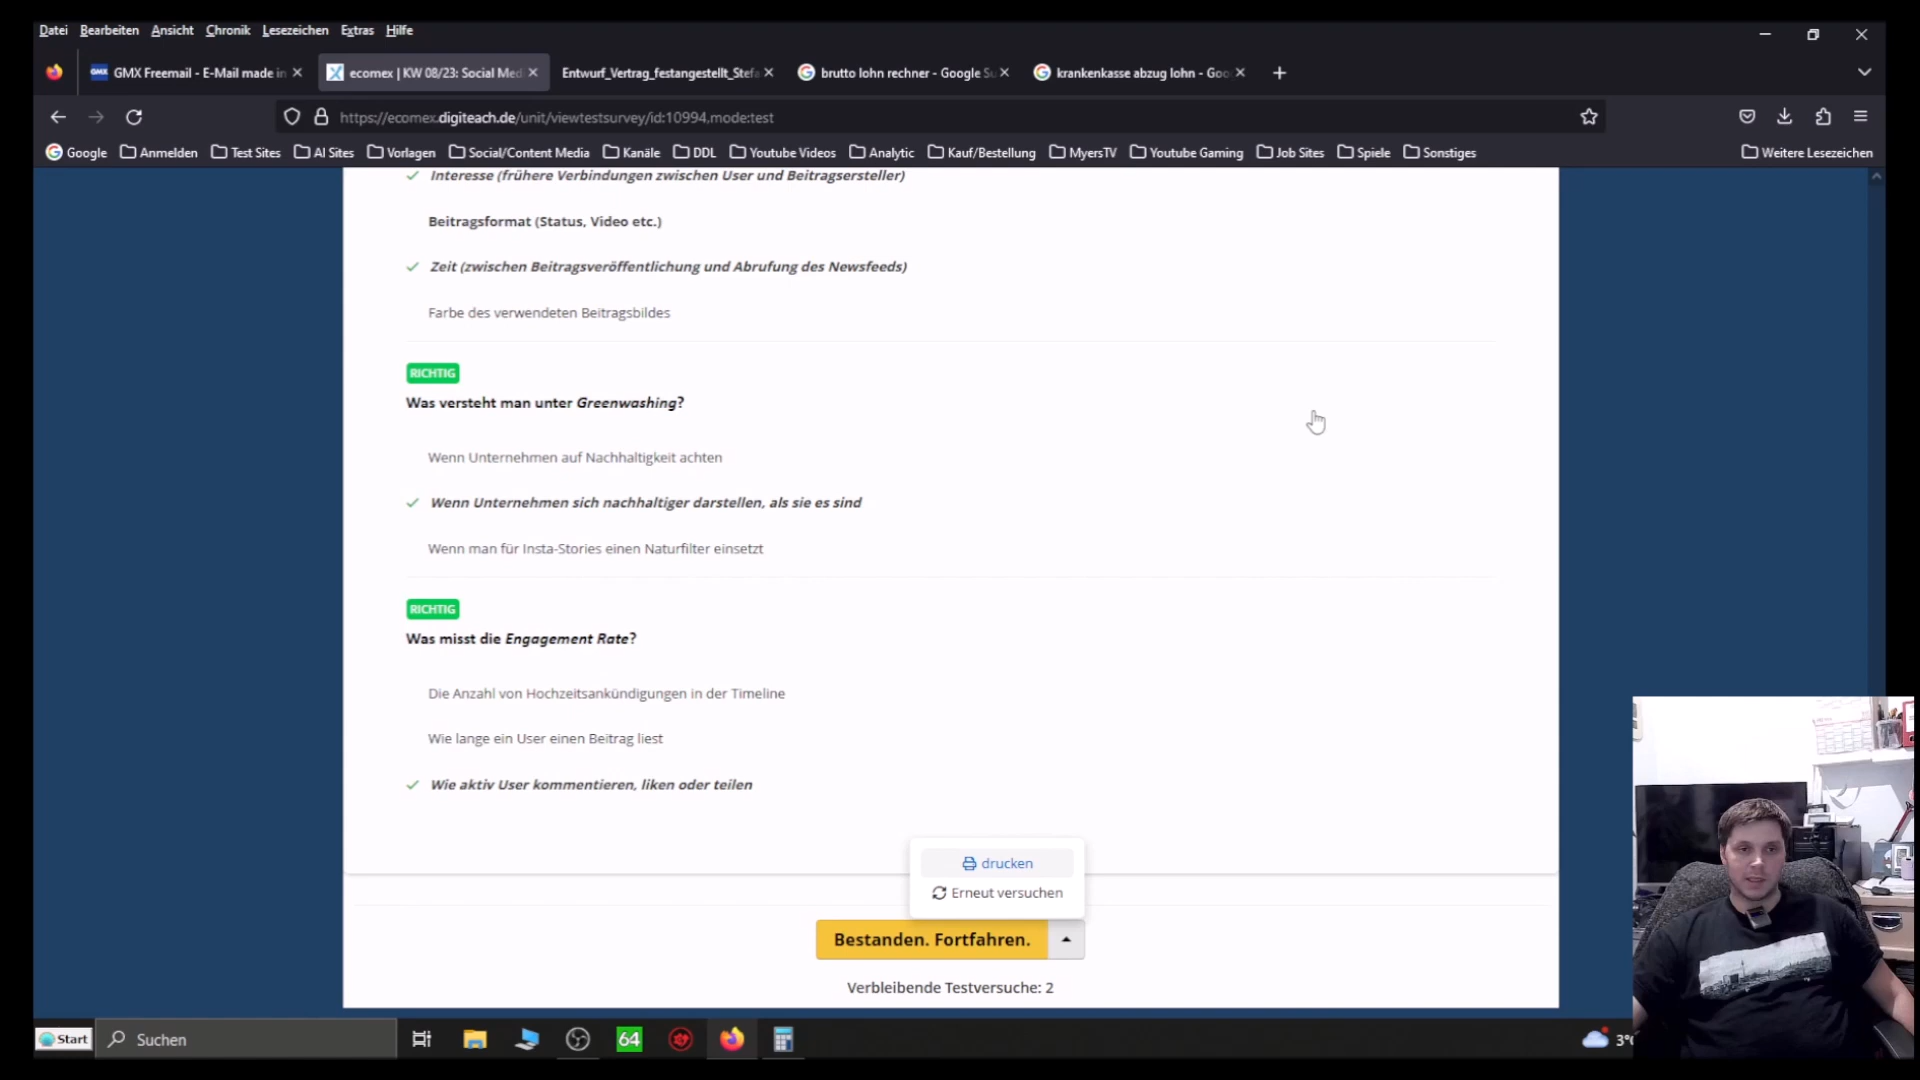 Datei Bearbeiten Ansicht Chronik Lesezeichen Extras Hilfe
GMX Freemail - E-Mail made in
ecomex | KW 08/23: Social Med
Entwurf_Vertrag_festangestellt_Stefa
brutto lohn rechner - Google Su
krankenkasse abzug lohn - Goo
https://ecomex.digiteach.de/unit/viewtestsurvey/id:10994,mode:test
Google Anmelden Test Sites AI Sites Vorlagen Social/Content Media Kanäle DDL Youtube Videos Analytic Kauf/Bestellung MyersTV Youtube Gaming Job Sites Spiele Sonstiges Weitere Lesezeichen
Interesse (frühere Verbindungen zwischen User und Beitragsersteller)
Beitragsformat (Status, Video etc.)
Zeit (zwischen Beitragsveröffentlichung und Abrufung des Newsfeeds)
Farbe des verwendeten Beitragsbildes
RICHTIG
Was versteht man unter Greenwashing?
Wenn Unternehmen auf Nachhaltigkeit achten
Wenn Unternehmen sich nachhaltiger darstellen, als sie es sind
Wenn man für Insta-Stories einen Naturfilter einsetzt
RICHTIG
Was misst die Engagement Rate?
Die Anzahl von Hochzeitsankündigungen in der Timeline
Wie lange ein User einen Beitrag liest
Wie aktiv User kommentieren, liken oder teilen
drucken
Erneut versuchen
Bestanden. Fortfahren.
Verbleibende Testversuche: 2
Start
Suchen
64
3°